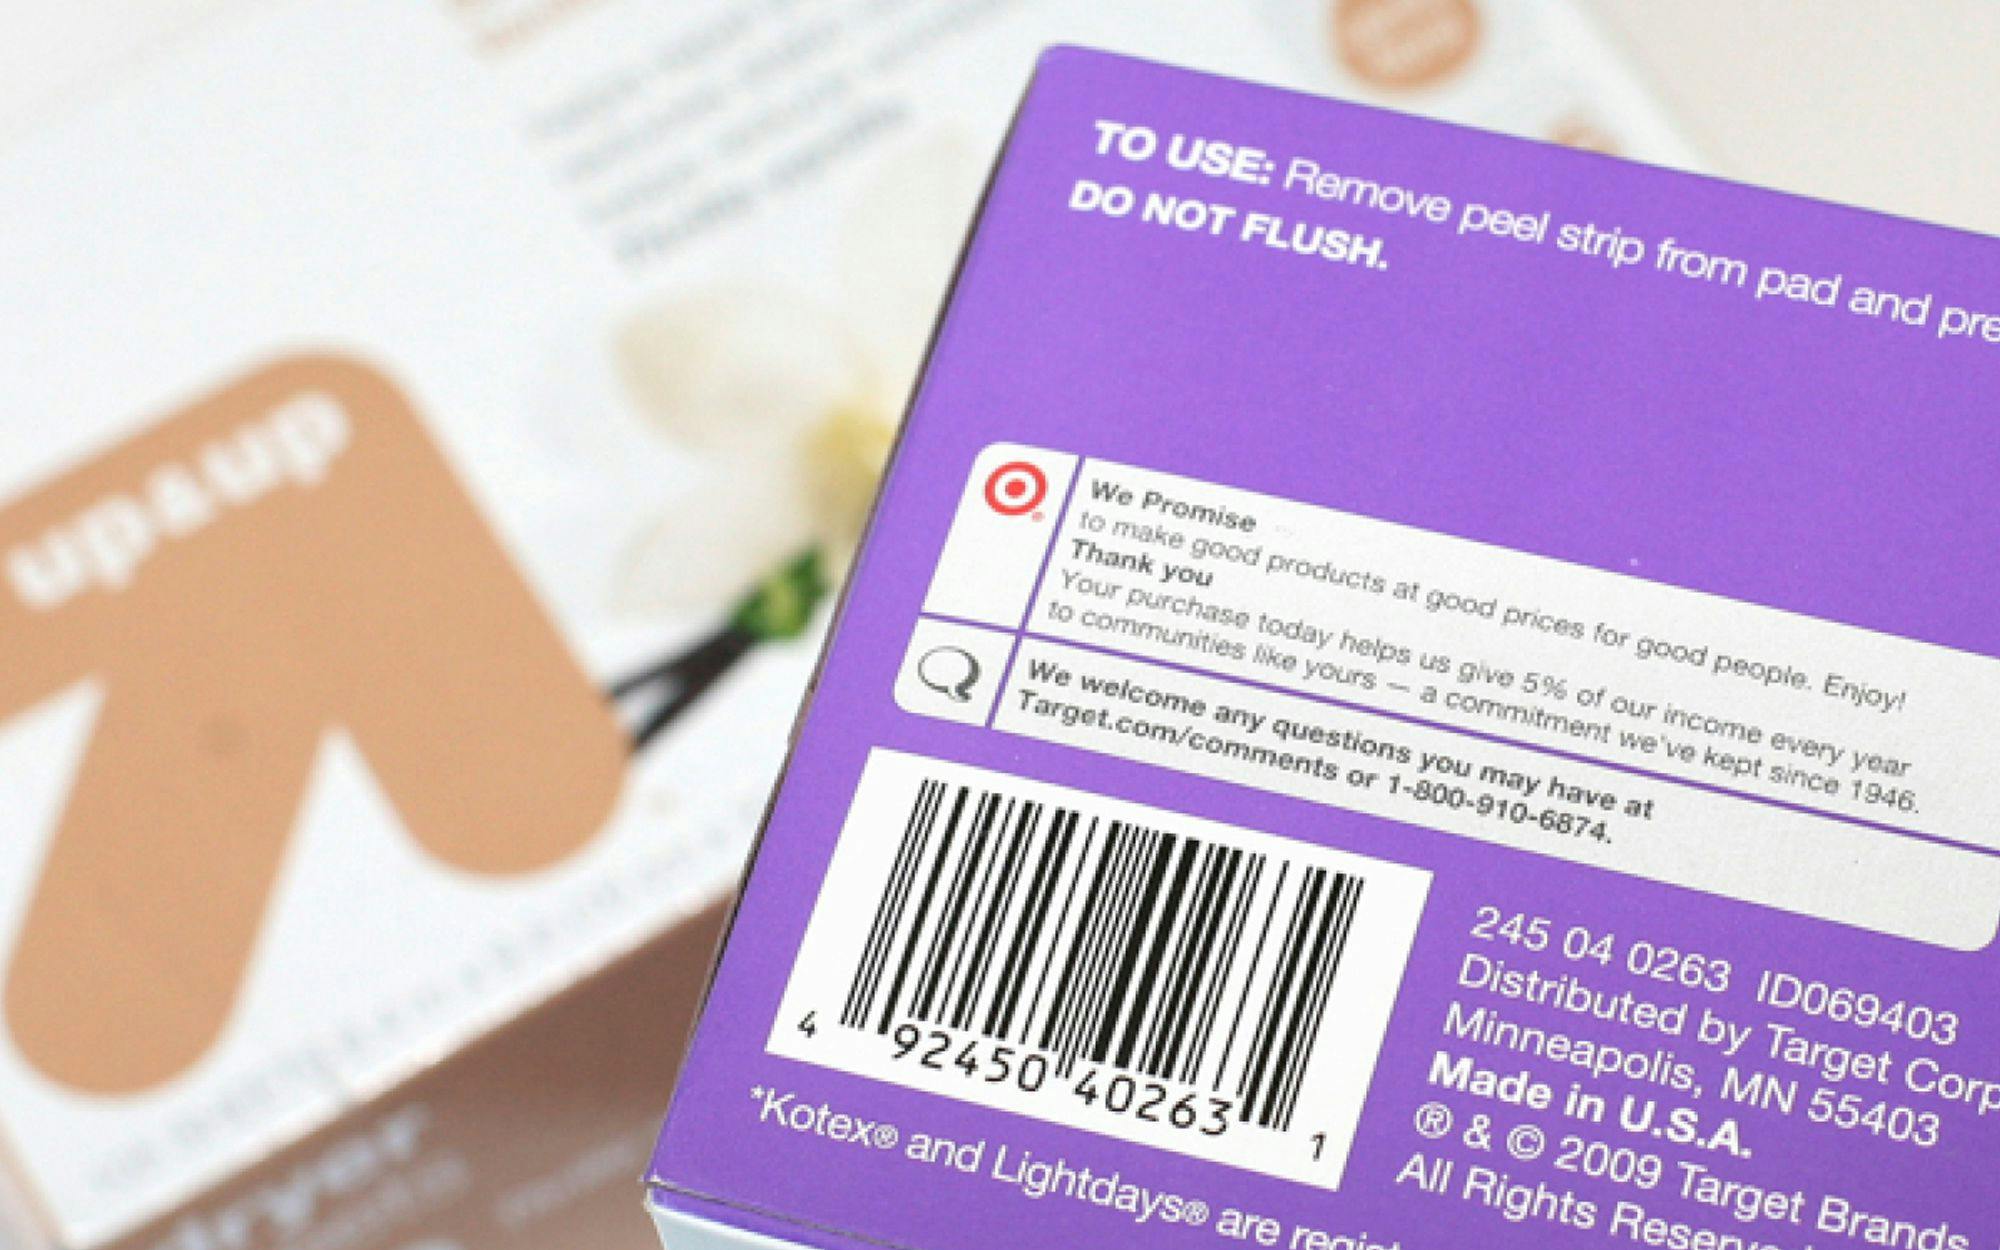 up&up
dryer
TO USE: Remove peel strip from pad and pre
DO NOT FLUSH.
We Promise
to make good products at good prices for good people. Enjoy!
Thank you
Your purchase today helps us give 5% of our income every year
to communities like yours — a commitment we've kept since 1946.
We welcome any questions you may have at
Target.com/comments or 1-800-910-6874.
4 92450 40263 1
245 04 0263 ID069403
Distributed by Target Corp
Minneapolis, MN 55403
Made in U.S.A.
® & © 2009 Target Brands
All Rights Reserved
*Kotex® and Lightdays® are regist